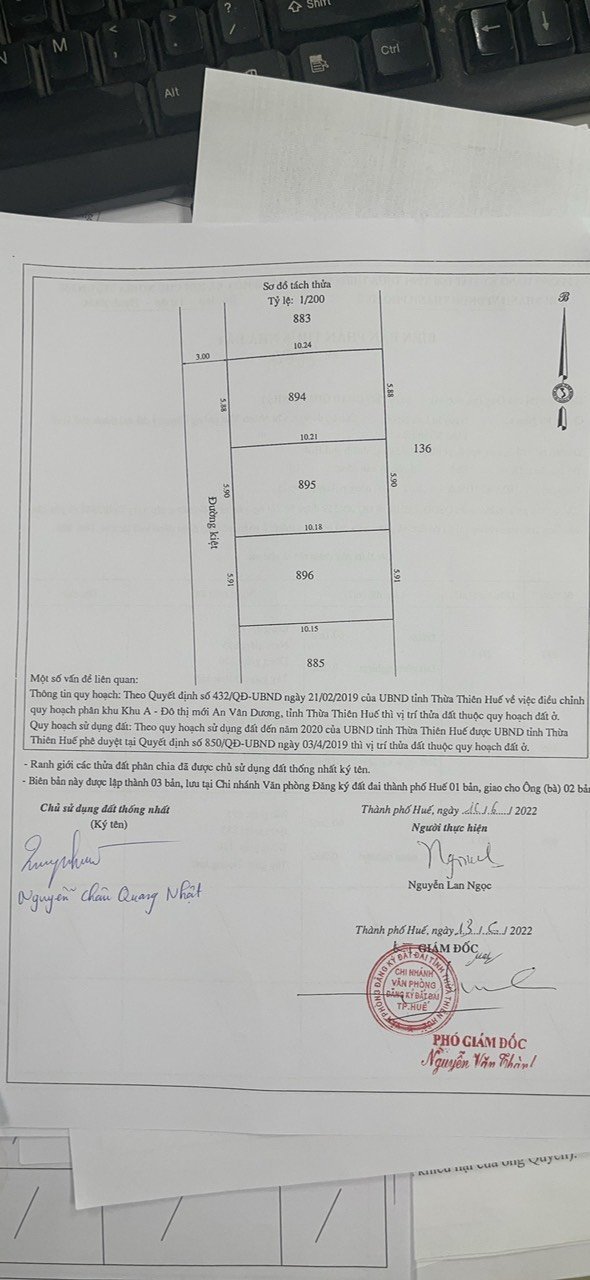 M
?
/
Shift
Alt
Ctrl
Sơ đồ tách thửa
Tỷ lệ: 1/200
B
883
3.00
10.24
5.88
894
5.88
10.21
136
5.90
895
5.90
Đường kiệt
10.18
5.91
896
5.91
10.15
885
Một số vấn đề liên quan:
Thông tin quy hoạch: Theo Quyết định số 432/QĐ-UBND ngày 21/02/2019 của UBND tỉnh Thừa Thiên Huế về việc điều chỉnh
quy hoạch phân khu Khu A - Đô thị mới An Vân Dương, tỉnh Thừa Thiên Huế thì vị trí thửa đất thuộc quy hoạch đất ở.
Quy hoạch sử dụng đất: Theo quy hoạch sử dụng đất đến năm 2020 của UBND tỉnh Thừa Thiên Huế được UBND tỉnh Thừa
Thiên Huế phê duyệt tại Quyết định số 850/QĐ-UBND ngày 03/4/2019 thì vị trí thửa đất thuộc quy hoạch đất ở.
- Ranh giới các thửa đất phân chia đã được chủ sử dụng đất thống nhất ký tên.
- Biên bản này được lập thành 03 bản, lưu tại Chi nhánh Văn phòng Đăng ký đất đai thành phố Huế 01 bản, giao cho Ông (bà) 02 bả
Chủ sử dụng đất thống nhất
(Ký tên)
Nguyễn Châu Quang Nhật
Thành phố Huế, ngày / 6 / 2022
Người thực hiện
Nguyễn Lan Ngọc
Thành phố Huế, ngày 13 / / 2022
GIÁM ĐỐC
CHI NHÁNH
VĂN PHÒNG
ĐĂNG KÝ ĐẤT ĐAI
TP.HUẾ
PHÓ GIÁM ĐỐC
Nguyễn Văn
của ông Quyền).